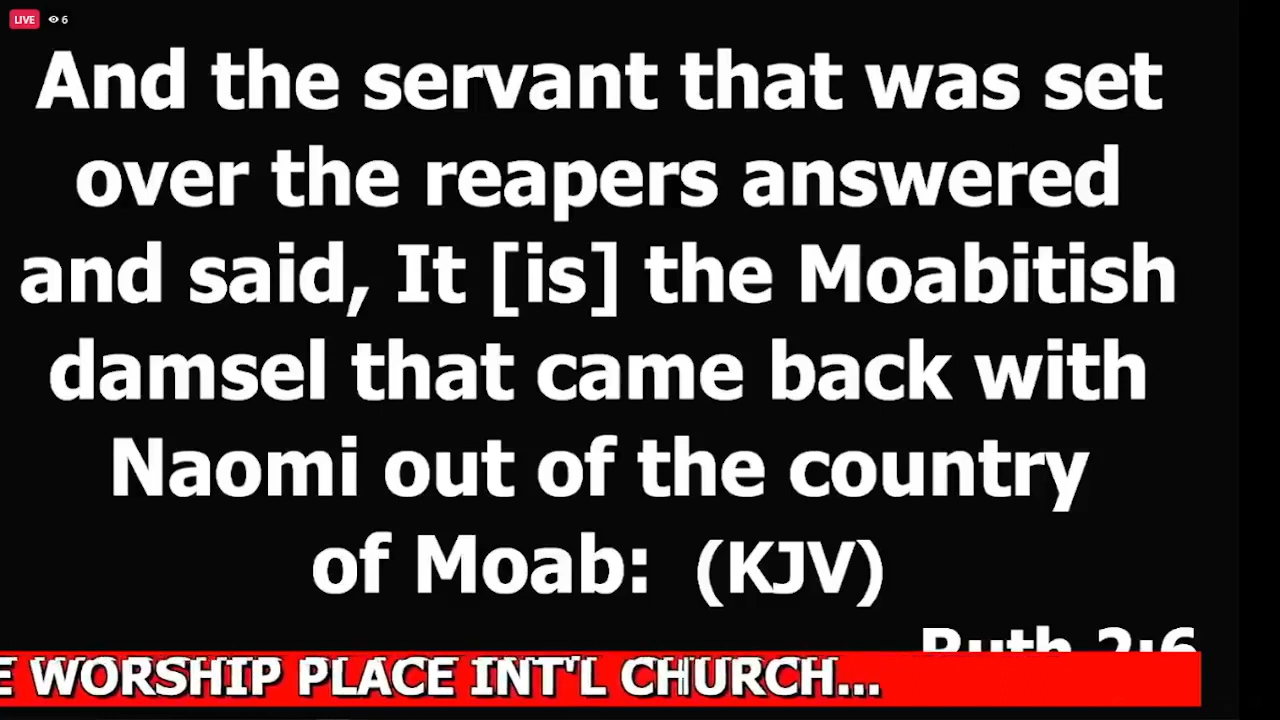 LIVE 6
And the servant that was set
over the reapers answered
and said, It [is] the Moabitish
damsel that came back with
Naomi out of the country
of Moab: (KJV)
Ruth 2:6
E WORSHIP PLACE INT'L CHURCH...